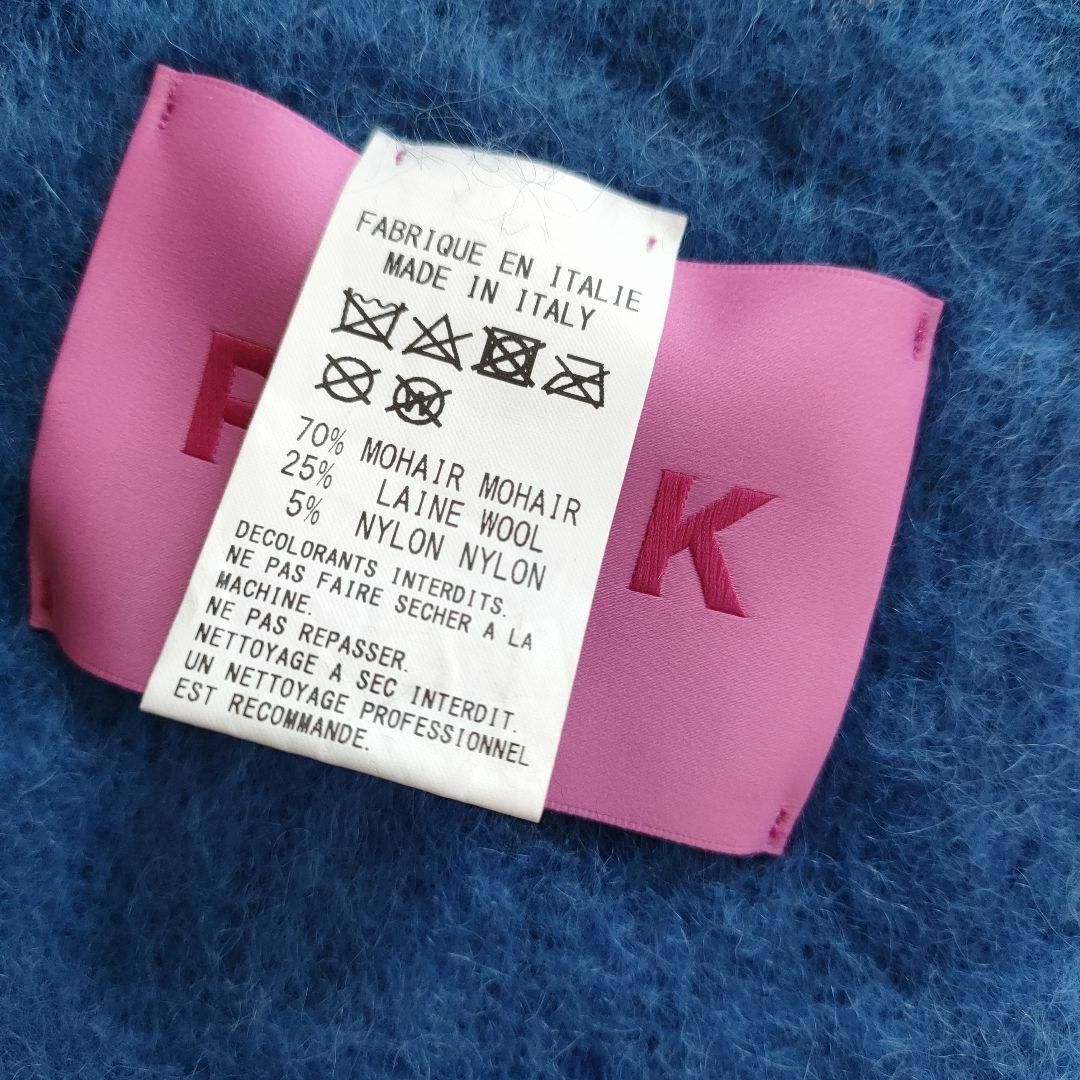 FABRIQUE EN ITALIE
MADE IN ITALY
W
70% MOHAIR MOHAIR
25% LAINE WOOL
5% NYLON NYLON
DECOLORANTS INTERDITS.
NE PAS FAIRE SECHER A LA
MACHINE.
NE PAS REPASSER.
NETTOYAGE A SEC INTERDIT.
UN NETTOYAGE PROFESSIONNEL
EST RECOMMANDE.
K